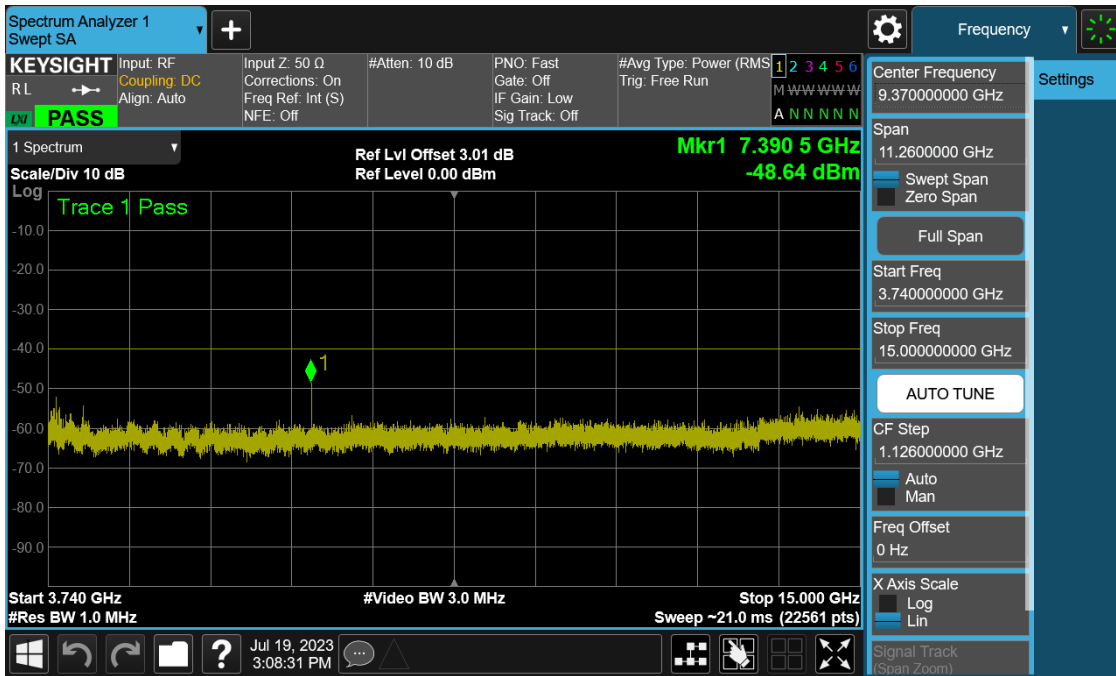 Spectrum Analyzer 1
Swept SA
+
Frequency
KEYSIGHT
R L
LXI
PASS
Input: RF
Coupling: DC
Align: Auto
Input Z: 50 Ω
Corrections: On
Freq Ref: Int (S)
NFE: Off
#Atten: 10 dB
PNO: Fast
Gate: Off
IF Gain: Low
Sig Track: Off
#Avg Type: Power (RMS
Trig: Free Run
1 2 3 4 5 6
M W W W W W
A N N N N N
1 Spectrum
Scale/Div 10 dB
Ref Lvl Offset 3.01 dB
Ref Level 0.00 dBm
Mkr1 7.390 5 GHz
-48.64 dBm
Log
Trace 1 Pass
-10.0
-20.0
-30.0
-40.0
1
-50.0
-60.0
-70.0
-80.0
-90.0
Start 3.740 GHz
#Res BW 1.0 MHz
#Video BW 3.0 MHz
Stop 15.000 GHz
Sweep ~21.0 ms (22561 pts)
Center Frequency
9.370000000 GHz
Span
11.2600000 GHz
Swept Span
Zero Span
Full Span
Start Freq
3.740000000 GHz
Stop Freq
15.000000000 GHz
AUTO TUNE
CF Step
1.126000000 GHz
Auto
Man
Freq Offset
0 Hz
X Axis Scale
Log
Lin
Signal Track
(Span Zoom)
Settings
?
Jul 19, 2023
3:08:31 PM